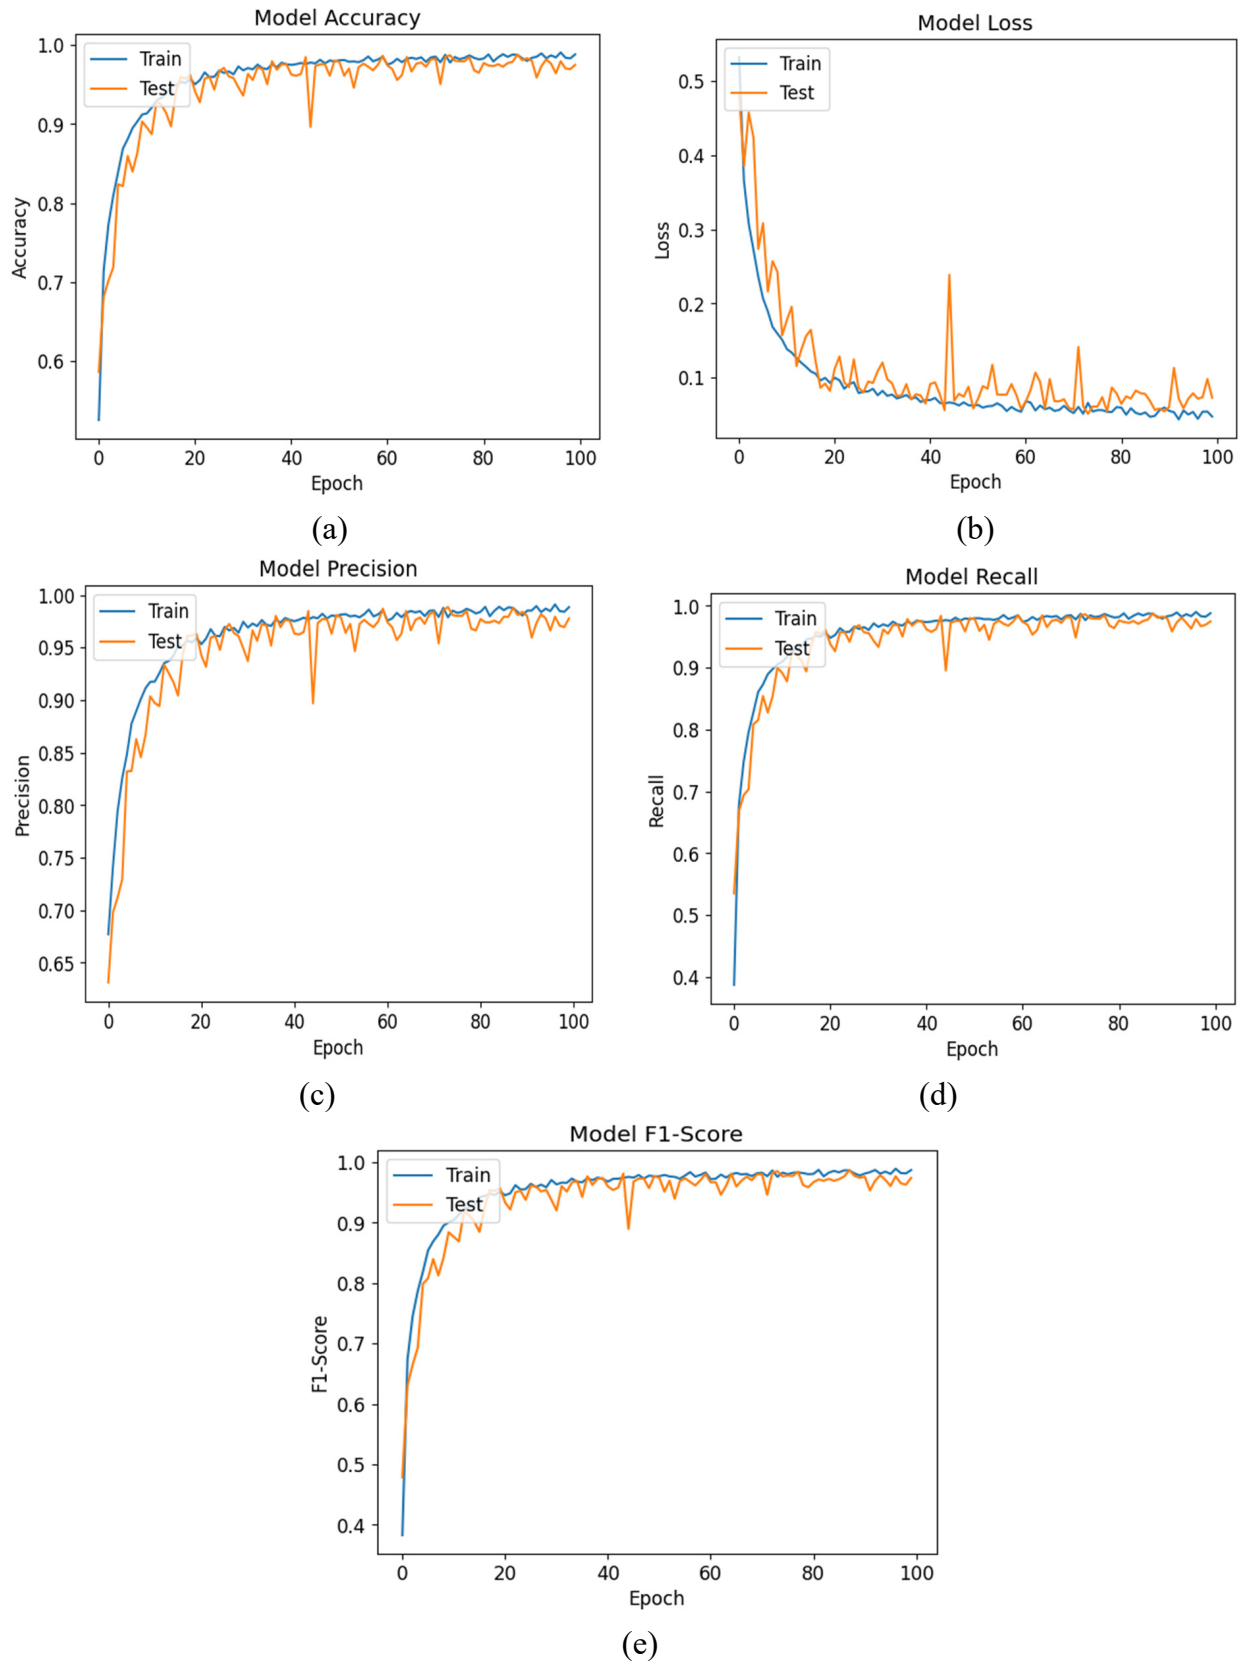 Model Accuracy
1.0
0.9
0.8
0.7
0.6
Accuracy
Train
Test
0 20 40 60 80 100
Epoch
(a)
Model Loss
0.5
0.4
0.3
0.2
0.1
Loss
Train
Test
0 20 40 60 80 100
Epoch
(b)
Model Precision
1.00
0.95
0.90
0.85
0.80
0.75
0.70
0.65
Precision
Train
Test
0 20 40 60 80 100
Epoch
(c)
Model Recall
1.0
0.9
0.8
0.7
0.6
0.5
0.4
Recall
Train
Test
0 20 40 60 80 100
Epoch
(d)
Model F1-Score
1.0
0.9
0.8
0.7
0.6
0.5
0.4
F1-Score
Train
Test
0 20 40 60 80 100
Epoch
(e)